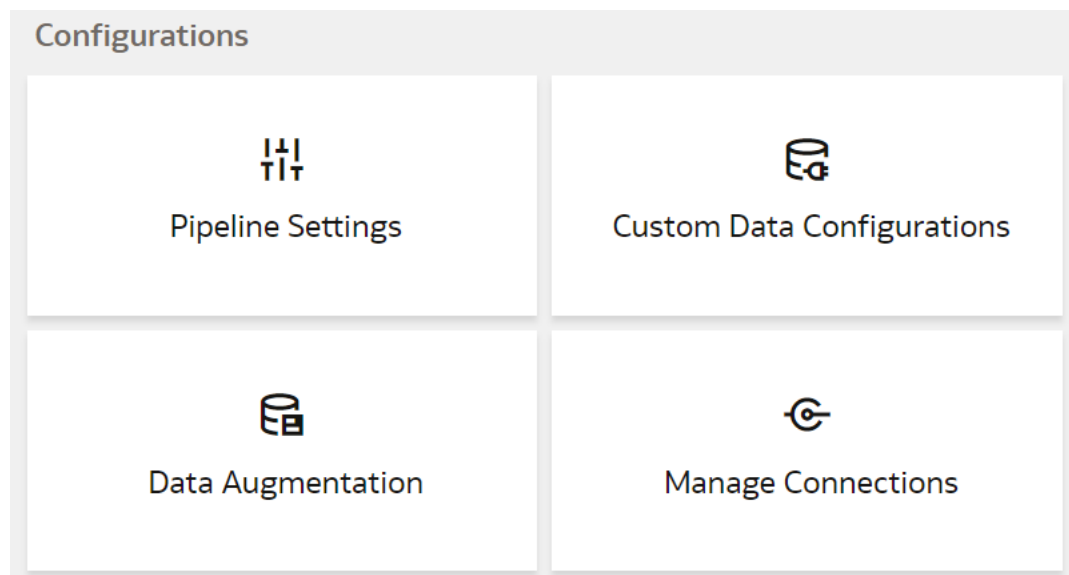 Configurations
Pipeline Settings
Custom Data Configurations
Data Augmentation
Manage Connections